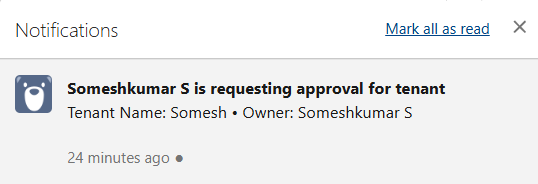 Notifications
Mark all as read
Someshkumar S is requesting approval for tenant
Tenant Name: Somesh • Owner: Someshkumar S
24 minutes ago